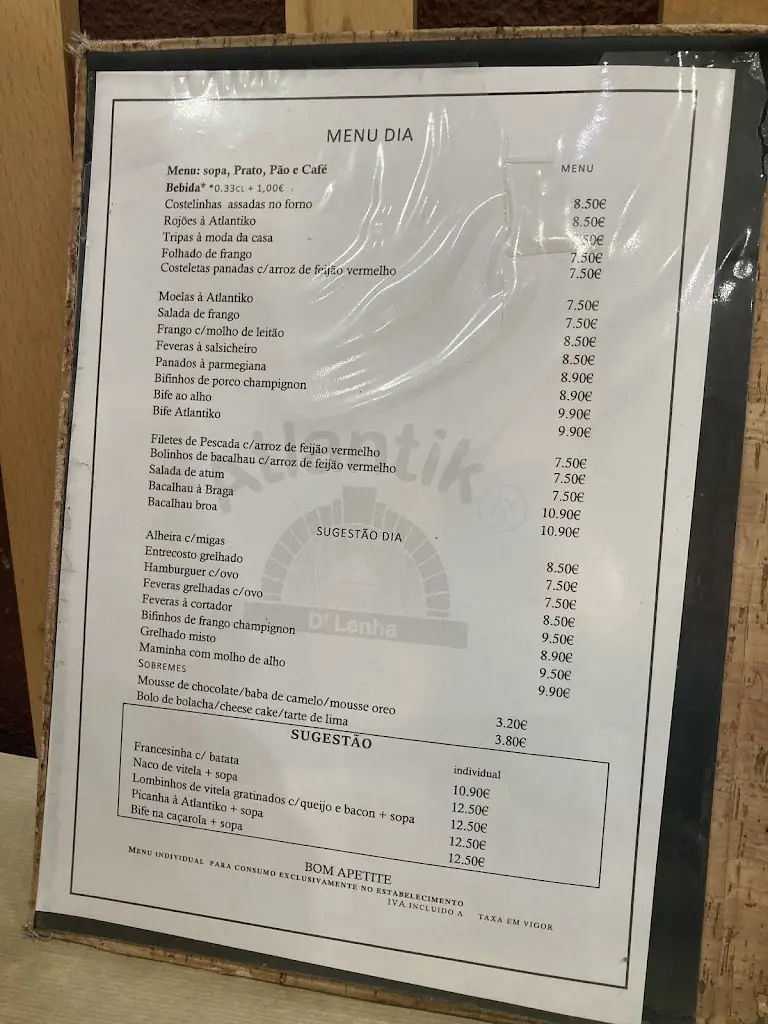 MENU DIA
Menu: sopa, Prato, Pão e Café MENU
Bebida* *0.33CL + 1,00€
Costelinhas assadas no forno 8.50€
Rojões à Atlantiko 8.50€
Tripas à moda da casa 50€
Folhado de frango 7.50€
Costeletas panadas c/arroz de feijão vermelho 7.50€
Moelas à Atlantiko 7.50€
Salada de frango 7.50€
Frango c/molho de leitão 8.50€
Feveras à salsicheiro 8.50€
Panados à parmegiana 8.90€
Bifinhos de porco champignon 8.90€
Bife ao alho 9.90€
Bife Atlantiko 9.90€
Filetes de Pescada c/arroz de feijão vermelho 7.50€
Bolinhos de bacalhau c/arroz de feijão vermelho 7.50€
Salada de atum 7.50€
Bacalhau à Braga 10.90€
Bacalhau broa 10.90€
SUGESTÃO DIA
Alheira c/migas 8.50€
Entrecosto grelhado 7.50€
Hamburguer c/ovo 7.50€
Feveras grelhadas c/ovo 8.50€
Feveras à cortador 9.50€
Bifinhos de frango champignon 8.90€
Grelhado misto 9.50€
Maminha com molho de alho 9.90€
SOBREMES
Mousse de chocolate/baba de camelo/mousse oreo 3.20€
Bolo de bolacha/cheese cake/tarte de lima 3.80€
SUGESTÃO
individual
Francesinha c/ batata 10.90€
Naco de vitela + sopa 12.50€
Lombinhos de vitela gratinados c/queijo e bacon + sopa 12.50€
Picanha à Atlantiko + sopa 12.50€
Bife na caçarola + sopa 12.50€
BOM APETITE
MENU INDIVIDUAL PARA CONSUMO EXCLUSIVAMENTE NO ESTABELECIMENTO
IVA INCLUIDO A TAXA EM VIGOR
Atlantik ®
D' Lenha